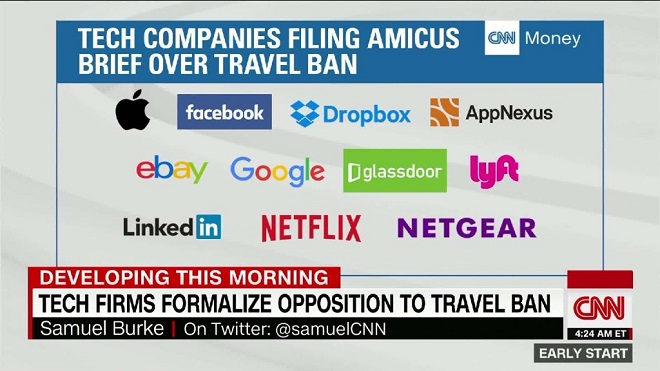 TECH COMPANIES FILING AMICUS
BRIEF OVER TRAVEL BAN
CNN Money
facebook Dropbox AppNexus
ebay Google glassdoor lyft
Linked in NETFLIX NETGEAR
DEVELOPING THIS MORNING
TECH FIRMS FORMALIZE OPPOSITION TO TRAVEL BAN
CNN
Samuel Burke | On Twitter: @samuelCNN
4:24 AM ET
EARLY START